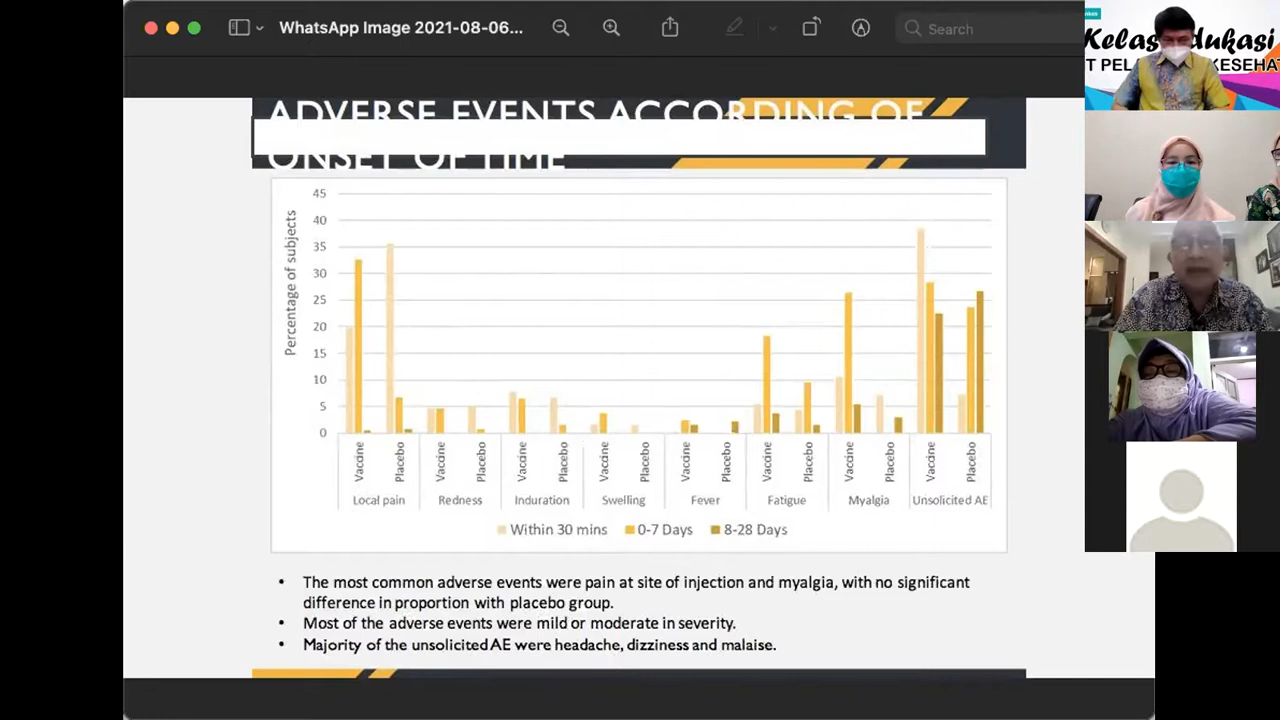 WhatsApp Image 2021-08-06...
Search
ADVERSE EVENTS ACCORDING OF
ONSET OF TIME
45
40
35
30
25
20
15
10
5
0
Percentage of subjects
Vaccine Placebo Vaccine Placebo Vaccine Placebo Vaccine Placebo Vaccine Placebo Vaccine Placebo Vaccine Placebo Vaccine Placebo
Local pain Redness Induration Swelling Fever Fatigue Myalgia Unsolicited AE
Within 30 mins 0-7 Days 8-28 Days
• The most common adverse events were pain at site of injection and myalgia, with no significant
difference in proportion with placebo group.
• Most of the adverse events were mild or moderate in severity.
• Majority of the unsolicited AE were headache, dizziness and malaise.
Kelas